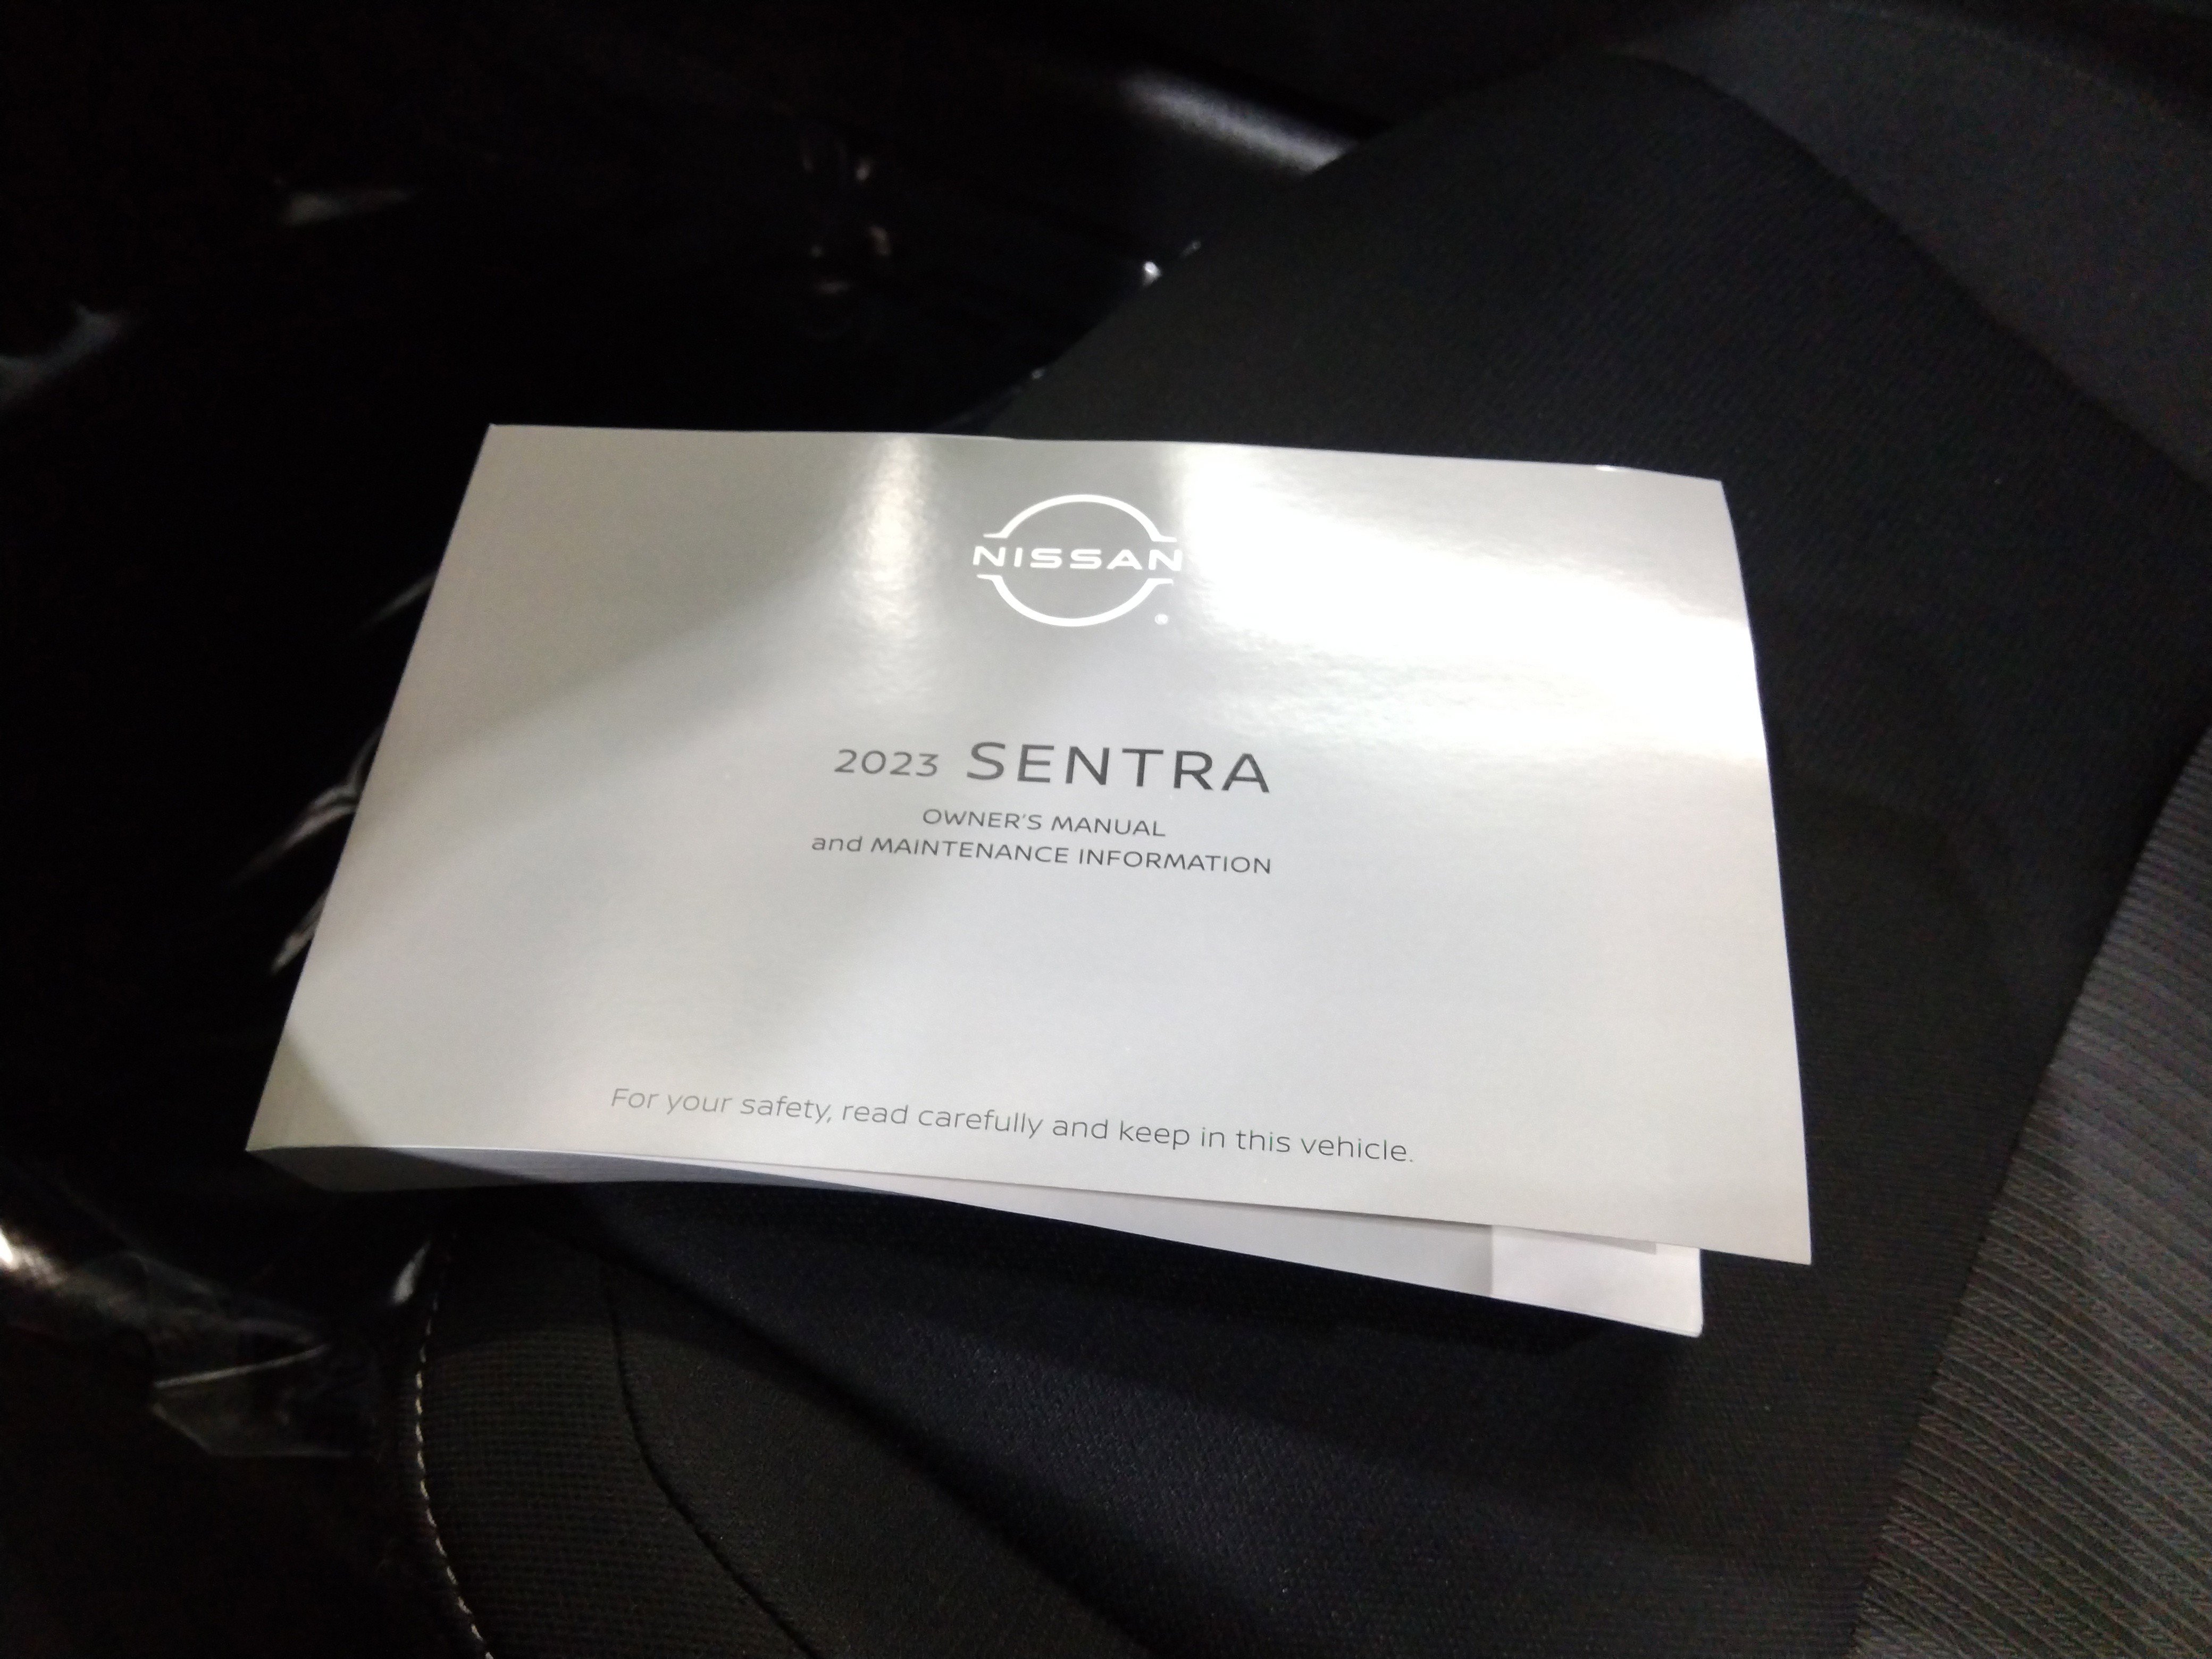 NISSAN
®
2023 SENTRA
OWNER'S MANUAL
and MAINTENANCE INFORMATION
For your safety, read carefully and keep in this vehicle.